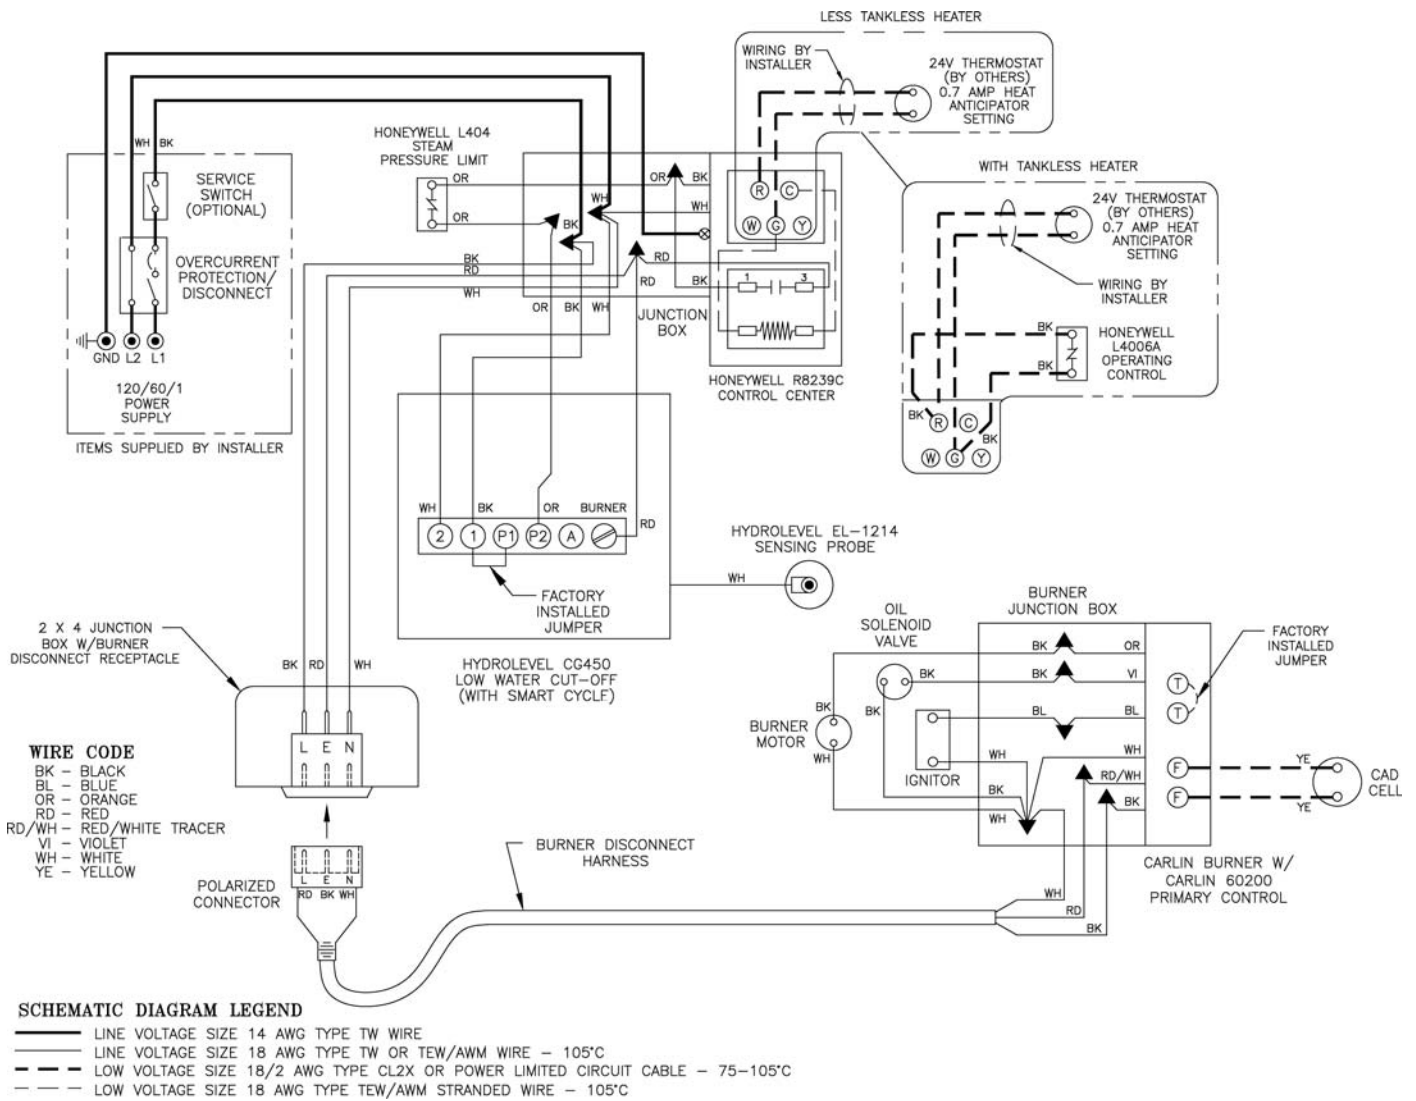 LESS TANKLESS HEATER
WIRING BY
INSTALLER
24V THERMOSTAT
(BY OTHERS)
0.7 AMP HEAT
ANTICIPATOR
SETTING
HONEYWELL L404
STEAM
PRESSURE LIMIT
WH BK
SERVICE
SWITCH
(OPTIONAL)
OVERCURRENT
PROTECTION/
DISCONNECT
GND L2 L1
120/60/1
POWER
SUPPLY
ITEMS SUPPLIED BY INSTALLER
OR
OR
OR BK
WH
WH
BK
R C
W G Y
BK
RD
WH
RD
RD
BK
1 3
OR BK WH
JUNCTION
BOX
HONEYWELL R8239C
CONTROL CENTER
WITH TANKLESS HEATER
24V THERMOSTAT
(BY OTHERS)
0.7 AMP HEAT
ANTICIPATOR
SETTING
WIRING BY
INSTALLER
BK
BK
HONEYWELL
L4006A
OPERATING
CONTROL
BK R C
BK
W G Y
WH BK OR BURNER
2 1 P1 P2 A
RD
FACTORY
INSTALLED
JUMPER
HYDROLEVEL EL-1214
SENSING PROBE
WH
HYDROLEVEL CG450
LOW WATER CUT-OFF
(WITH SMART CYCLF)
2 X 4 JUNCTION
BOX W/BURNER
DISCONNECT RECEPTACLE
BK RD WH
L E N
WIRE CODE
BK - BLACK
BL - BLUE
OR - ORANGE
RD - RED
RD/WH - RED/WHITE TRACER
VI - VIOLET
WH - WHITE
YE - YELLOW
L E N
RD BK WH
POLARIZED
CONNECTOR
BURNER DISCONNECT
HARNESS
OIL
SOLENOID
VALVE
BURNER
JUNCTION BOX
BK OR
BK
BK VI
BK
BK
BL BL
BURNER
MOTOR
WH
IGNITOR
WH
WH
BK
RD/WH
BK
WH
T
T
F
F
FACTORY
INSTALLED
JUMPER
YE
YE
CAD
CELL
CARLIN BURNER W/
CARLIN 60200
PRIMARY CONTROL
WH
RD
BK
SCHEMATIC DIAGRAM LEGEND
LINE VOLTAGE SIZE 14 AWG TYPE TW WIRE
LINE VOLTAGE SIZE 18 AWG TYPE TW OR TEW/AWM WIRE - 105°C
LOW VOLTAGE SIZE 18/2 AWG TYPE CL2X OR POWER LIMITED CIRCUIT CABLE - 75-105°C
LOW VOLTAGE SIZE 18 AWG TYPE TEW/AWM STRANDED WIRE - 105°C